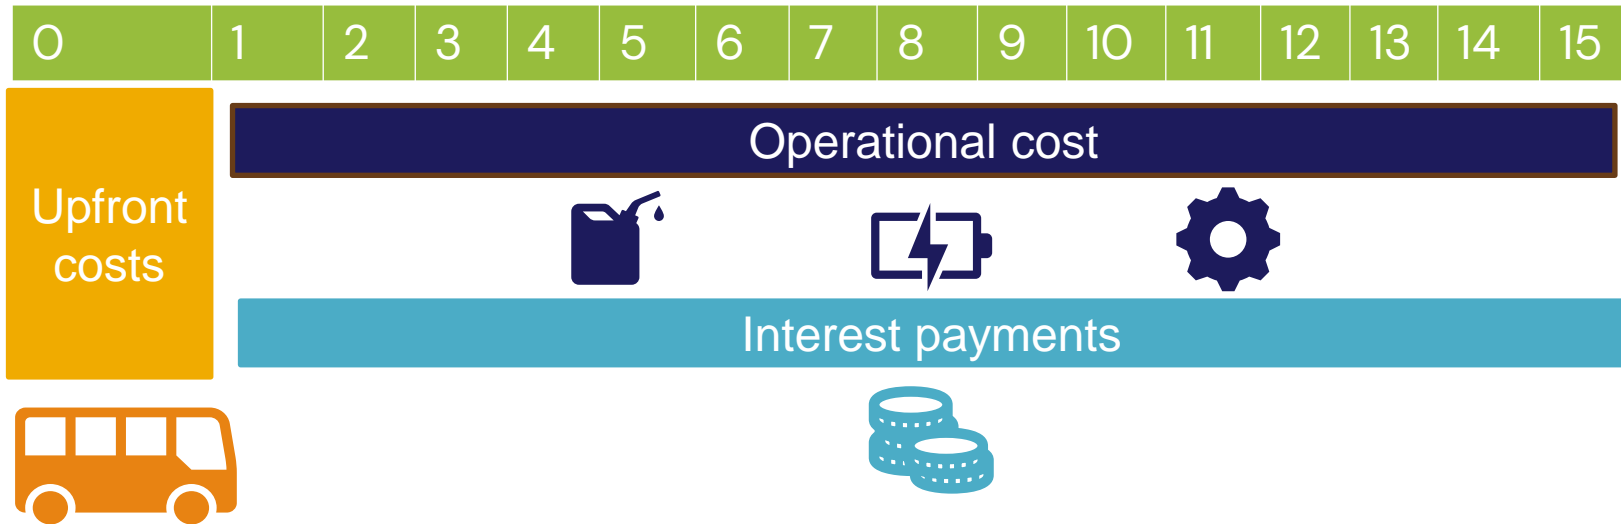 0 1 2 3 4 5 6 7 8 9 10 11 12 13 14 15
Operational cost
Upfront
costs
Interest payments